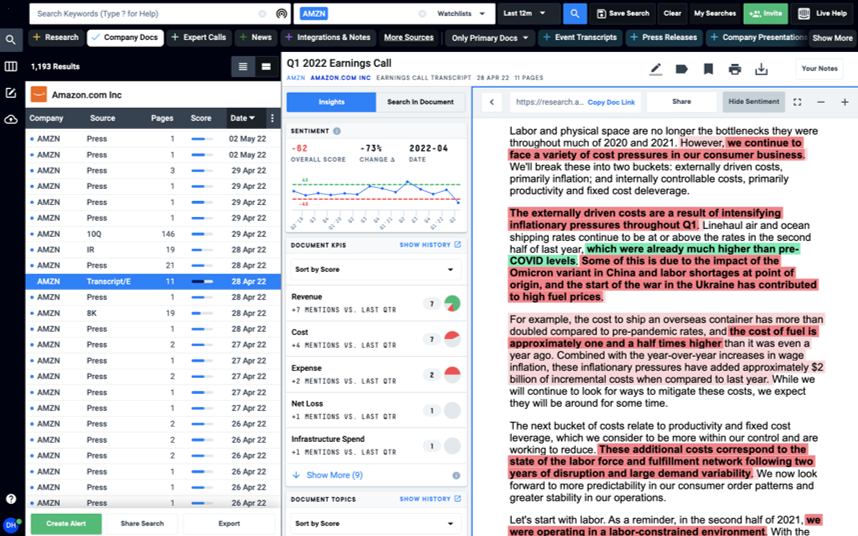 Search Keywords (Type ? for Help)
AMZN
Watchlists
Last 12m
Save Search
Clear
My Searches
Invite
Live Help
Research
Company Docs
Expert Calls
News
Integrations & Notes
More Sources
Only Primary Docs
Event Transcripts
Press Releases
Company Presentations
Show More
1,193 Results
Amazon.com Inc
Company Source Pages Score Date
AMZN Press 1 02 May 22
AMZN Press 1 02 May 22
AMZN Press 3 29 Apr 22
AMZN Press 1 29 Apr 22
AMZN Press 1 29 Apr 22
AMZN Press 1 29 Apr 22
AMZN 10Q 146 29 Apr 22
AMZN IR 19 28 Apr 22
AMZN Press 21 28 Apr 22
AMZN Transcript/E 11 28 Apr 22
AMZN Press 1 28 Apr 22
AMZN 8K 19 28 Apr 22
AMZN Press 1 28 Apr 22
AMZN Press 2 27 Apr 22
AMZN Press 1 27 Apr 22
AMZN Press 2 27 Apr 22
AMZN Press 1 27 Apr 22
AMZN Press 1 27 Apr 22
AMZN Press 2 26 Apr 22
AMZN Press 2 26 Apr 22
AMZN Press 1 26 Apr 22
AMZN Press 1 26 Apr 22
AMZN Press 1 26 Apr 22
AMZN Press 2 26 Apr 22
Create Alert
Share Search
Export
DH
Q1 2022 Earnings Call
AMZN AMAZON.COM INC EARNINGS CALL TRANSCRIPT 28 APR 22 11 PAGES
Your Notes
Insights
Search In Document
SENTIMENT
-62 -73% 2022-04
OVERALL SCORE CHANGE Δ DATE
DOCUMENT KPIS
SHOW HISTORY
Sort by Score
Revenue
+7 MENTIONS VS. LAST QTR
7
Cost
+4 MENTIONS VS. LAST QTR
7
Expense
+2 MENTIONS VS. LAST QTR
2
Net Loss
+1 MENTIONS VS. LAST QTR
1
Infrastructure Spend
+1 MENTIONS VS. LAST QTR
1
Show More (9)
DOCUMENT TOPICS
SHOW HISTORY
Sort by Score
https://research.a...
Copy Doc Link
Share
Hide Sentiment
Labor and physical space are no longer the bottlenecks they were
throughout much of 2020 and 2021. However, we continue to
face a variety of cost pressures in our consumer business.
We'll break these into two buckets: externally driven costs,
primarily inflation; and internally controllable costs, primarily
productivity and fixed cost deleverage.
The externally driven costs are a result of intensifying
inflationary pressures throughout Q1. Linehaul air and ocean
shipping rates continue to be at or above the rates in the second
half of last year, which were already much higher than pre-
COVID levels. Some of this is due to the impact of the
Omicron variant in China and labor shortages at point of
origin, and the start of the war in the Ukraine has contributed
to high fuel prices.
For example, the cost to ship an overseas container has more than
doubled compared to pre-pandemic rates, and the cost of fuel is
approximately one and a half times higher than it was even a
year ago. Combined with the year-over-year increases in wage
inflation, these inflationary pressures have added approximately $2
billion of incremental costs when compared to last year. While we
will continue to look for ways to mitigate these costs, we expect
they will be around for some time.
The next bucket of costs relate to productivity and fixed cost
leverage, which we consider to be more within our control and are
working to reduce. These additional costs correspond to the
state of the labor force and fulfillment network following two
years of disruption and large demand variability. We now look
forward to more predictability in our consumer order patterns and
greater stability in our operations.
Let's start with labor. As a reminder, in the second half of 2021, we
were operating in a labor-constrained environment. With the